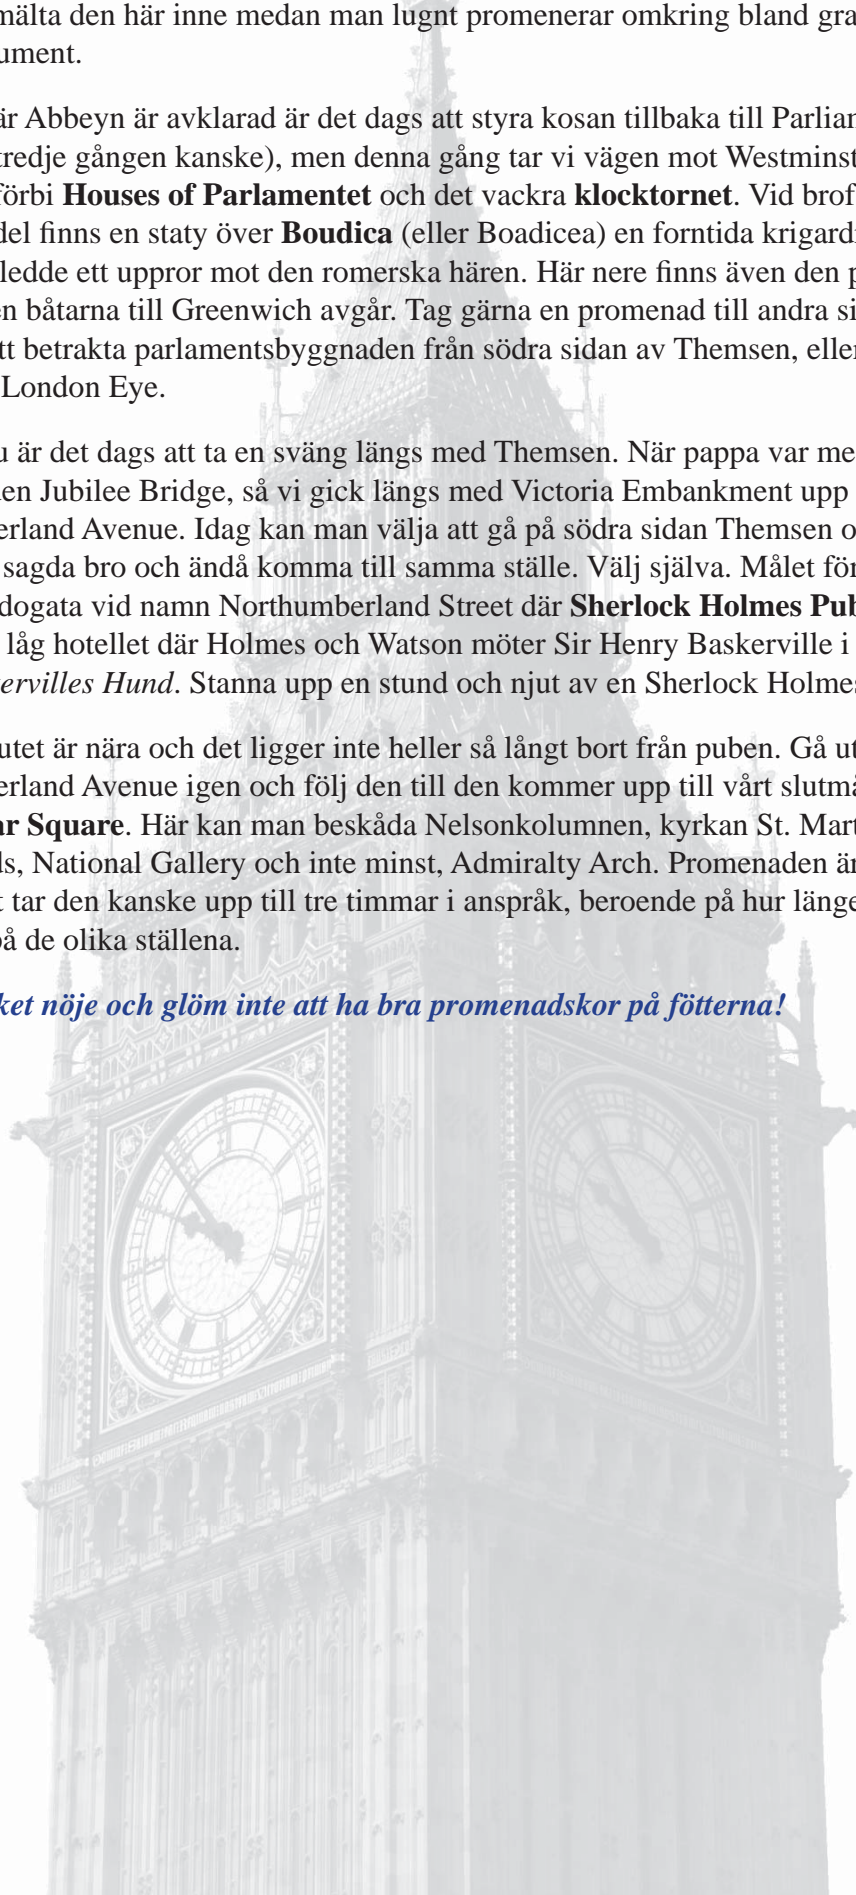 mälta den här inne medan man lugnt promenerar omkring bland gra
ument.
är Abbeyn är avklarad är det dags att styra kosan tillbaka till Parliam
tredje gången kanske), men denna gång tar vi vägen mot Westminst
förbi Houses of Parlamentet och det vackra klocktornet. Vid brof
del finns en staty över Boudica (eller Boadicea) en forntida krigardr
ledde ett uppror mot den romerska hären. Här nere finns även den p
en båtarna till Greenwich avgår. Tag gärna en promenad till andra si
tt betrakta parlamentsbyggnaden från södra sidan av Themsen, eller
London Eye.
u är det dags att ta en sväng längs med Themsen. När pappa var me
len Jubilee Bridge, så vi gick längs med Victoria Embankment upp
erland Avenue. Idag kan man välja att gå på södra sidan Themsen o
sagda bro och ändå komma till samma ställe. Välj själva. Målet för
dogata vid namn Northumberland Street där Sherlock Holmes Pub
låg hotellet där Holmes och Watson möter Sir Henry Baskerville i
ervilles Hund. Stanna upp en stund och njut av en Sherlock Holmes
utet är nära och det ligger inte heller så långt bort från puben. Gå ut
erland Avenue igen och följ den till den kommer upp till vårt slutmå
ar Square. Här kan man beskåda Nelsonkolumnen, kyrkan St. Mart
ls, National Gallery och inte minst, Admiralty Arch. Promenaden är
t tar den kanske upp till tre timmar i anspråk, beroende på hur länge
på de olika ställena.
ket nöje och glöm inte att ha bra promenadskor på fötterna!